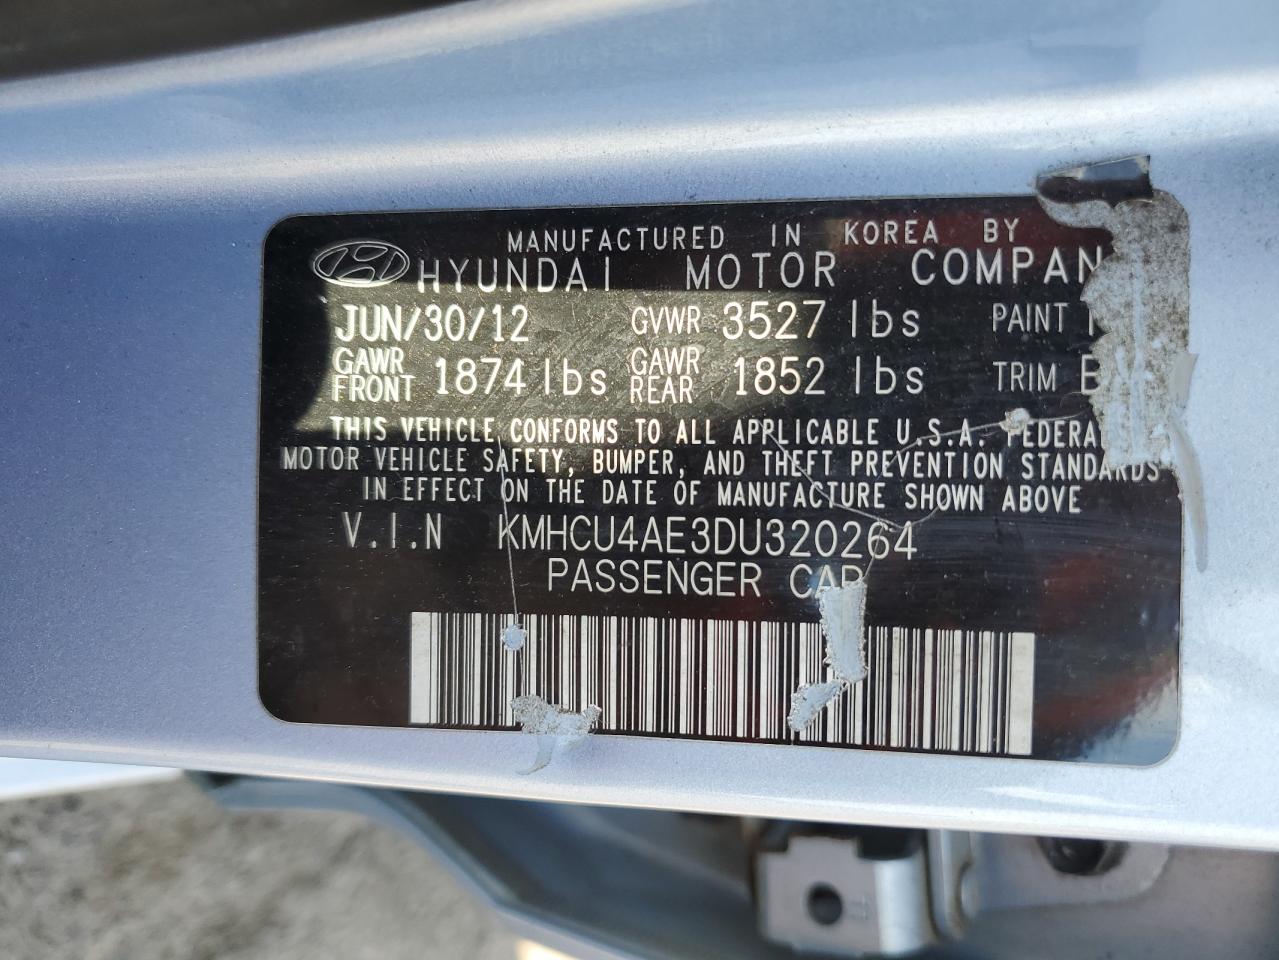 MANUFACTURED IN KOREA BY
HYUNDAI MOTOR COMPAN
JUN/30/12 GVWR 3527 lbs PAINT
GAWR FRONT 1874 lbs GAWR REAR 1852 lbs TRIM
THIS VEHICLE CONFORMS TO ALL APPLICABLE U.S.A. FEDERA
MOTOR VEHICLE SAFETY, BUMPER, AND THEFT PREVENTION STANDARDS
IN EFFECT ON THE DATE OF MANUFACTURE SHOWN ABOVE
V.I.N KMHCU4AE3DU320264
PASSENGER CAR